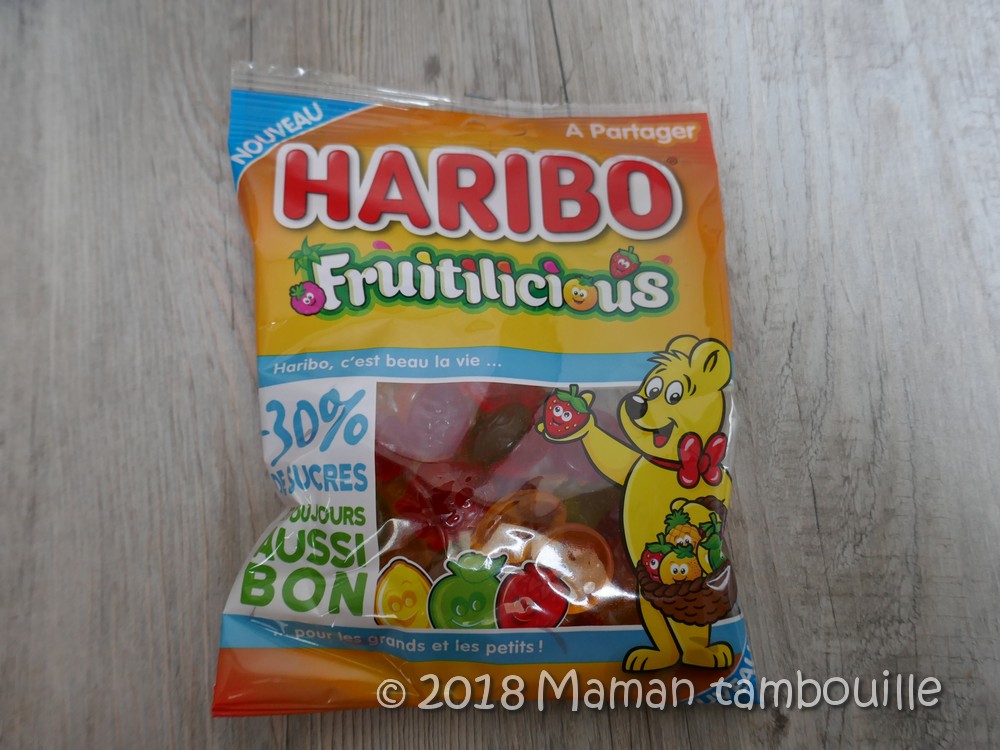 NOUVEAU
A Partager
HARIBO
Fruitilicious
Haribo, c'est beau la vie ...
-30%
DE SUCRES
TOUJOURS
AUSSI
BON
... pour les grands et les petits !
© 2018 Maman tambouille